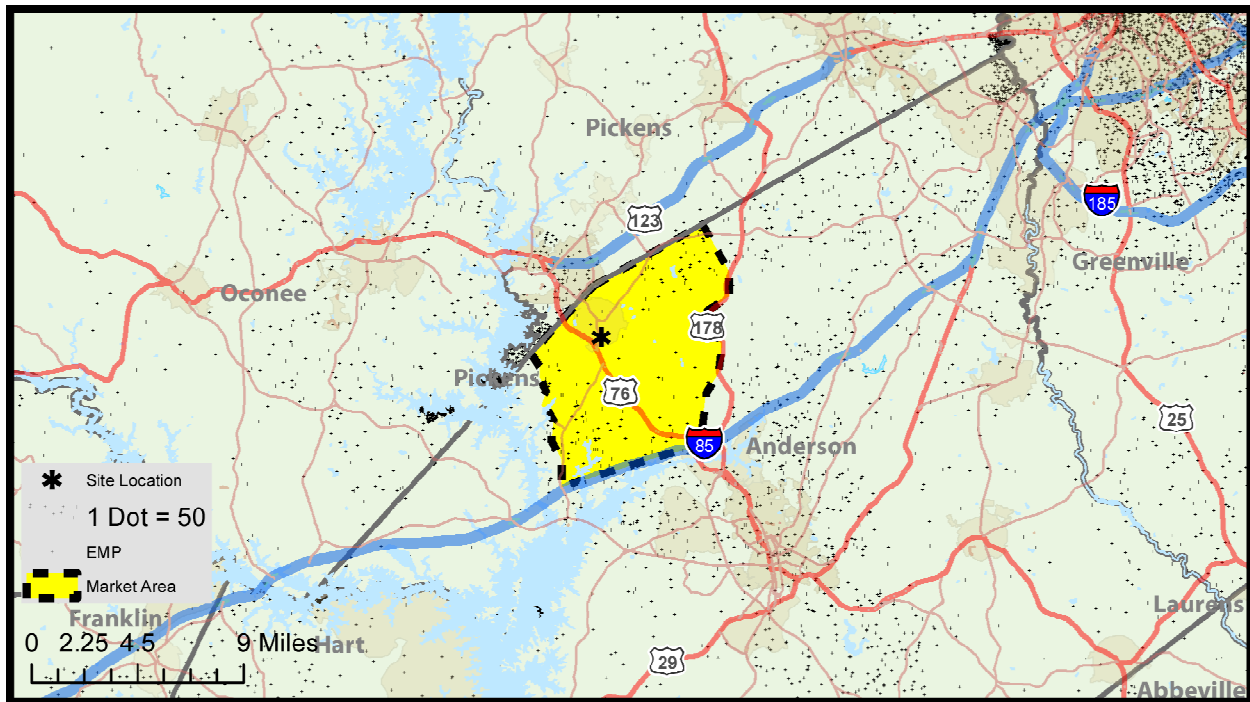 Pickens
123
185
Greenville
Oconee
178
Pickens
76
25
85
Anderson
Site Location
1 Dot = 50
EMP
Market Area
Franklin
Laurens
0 2.25 4.5 9 Miles
Hart
29
Abbeville